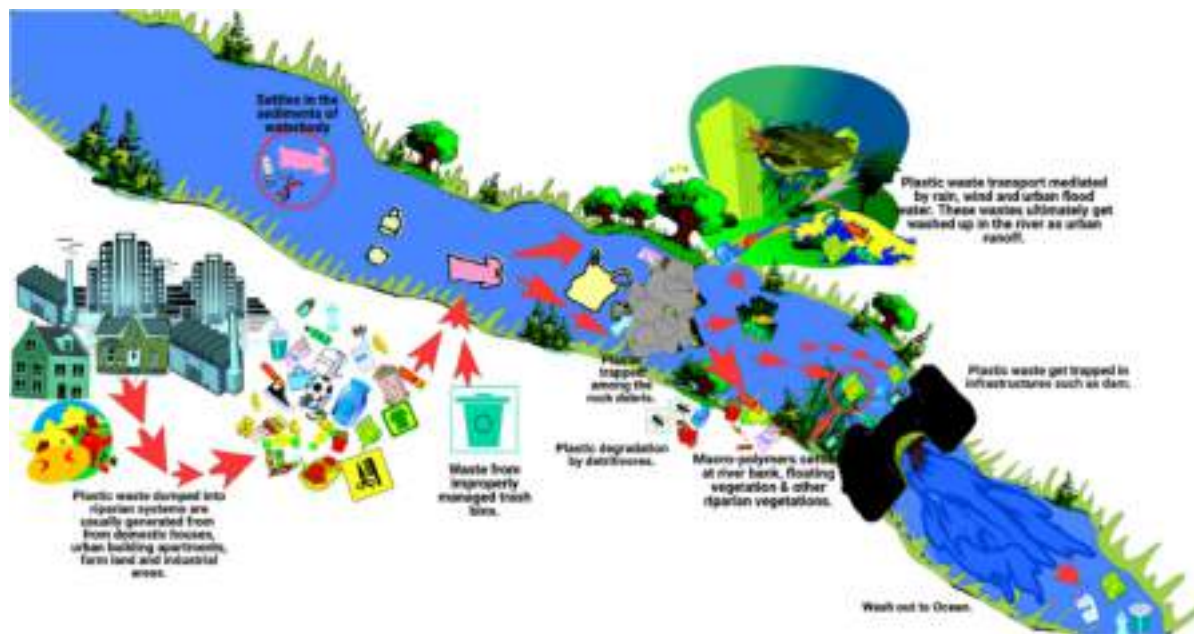 Settles in the
sediments of
waterbody
Plastic waste transport mediated
by rain, wind and urban flood
water. These wastes ultimately get
washed up in the river as urban
runoff.
Plastic
trapped
among the
rock debris.
Plastic waste get trapped in
infrastructures such as dam.
Plastic degradation
by detritivores.
Macro-polymers settle
at river bank, floating
vegetation & other
riparian vegetations.
Waste from
improperly
managed trash
bins.
Plastic waste dumped into
riparian systems are
usually generated from
from domestic houses,
urban building apartments,
farm land and industrial
areas.
Wash out to Ocean.